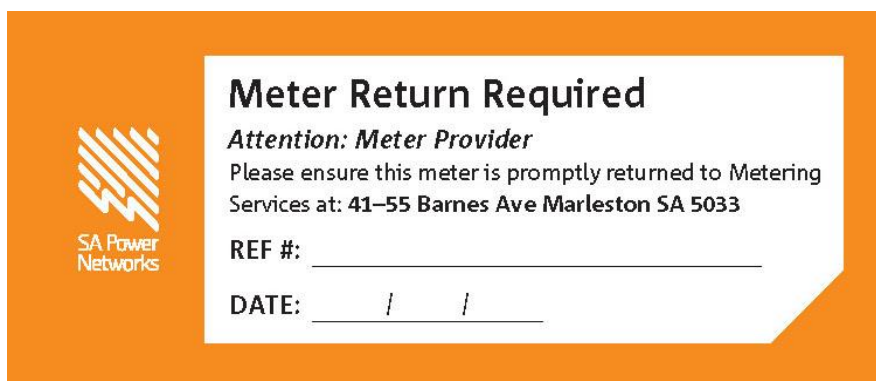 Meter Return Required
Attention: Meter Provider
Please ensure this meter is promptly returned to Metering
Services at: 41–55 Barnes Ave Marleston SA 5033
REF #:
DATE: / /
SA Power
Networks